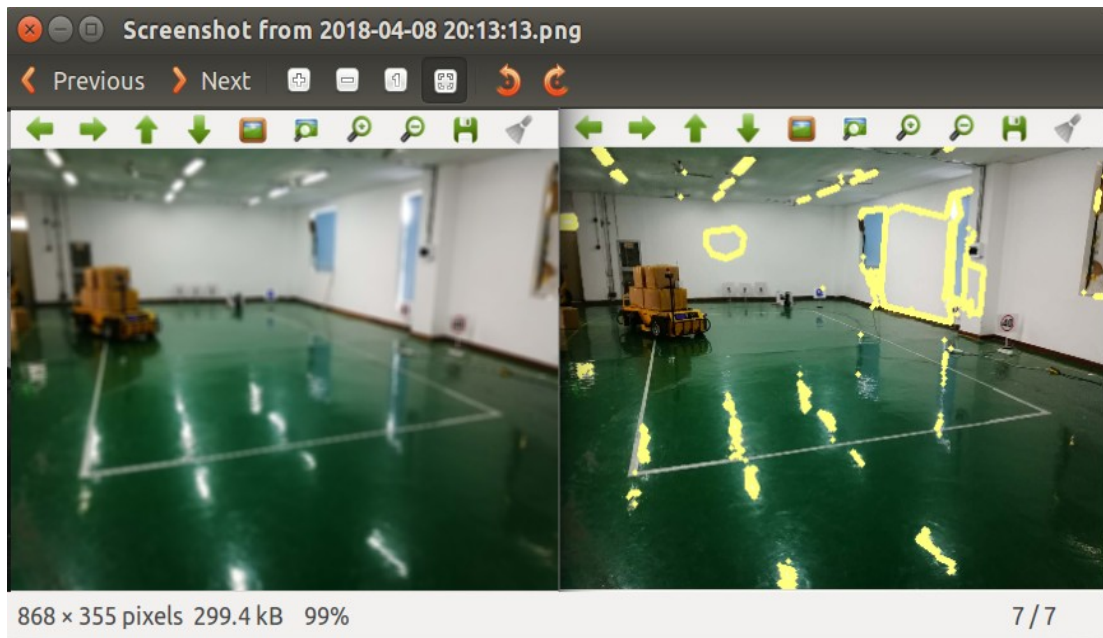 Screenshot from 2018-04-08 20:13:13.png
Previous Next
868 × 355 pixels 299.4 kB 99% 7 / 7